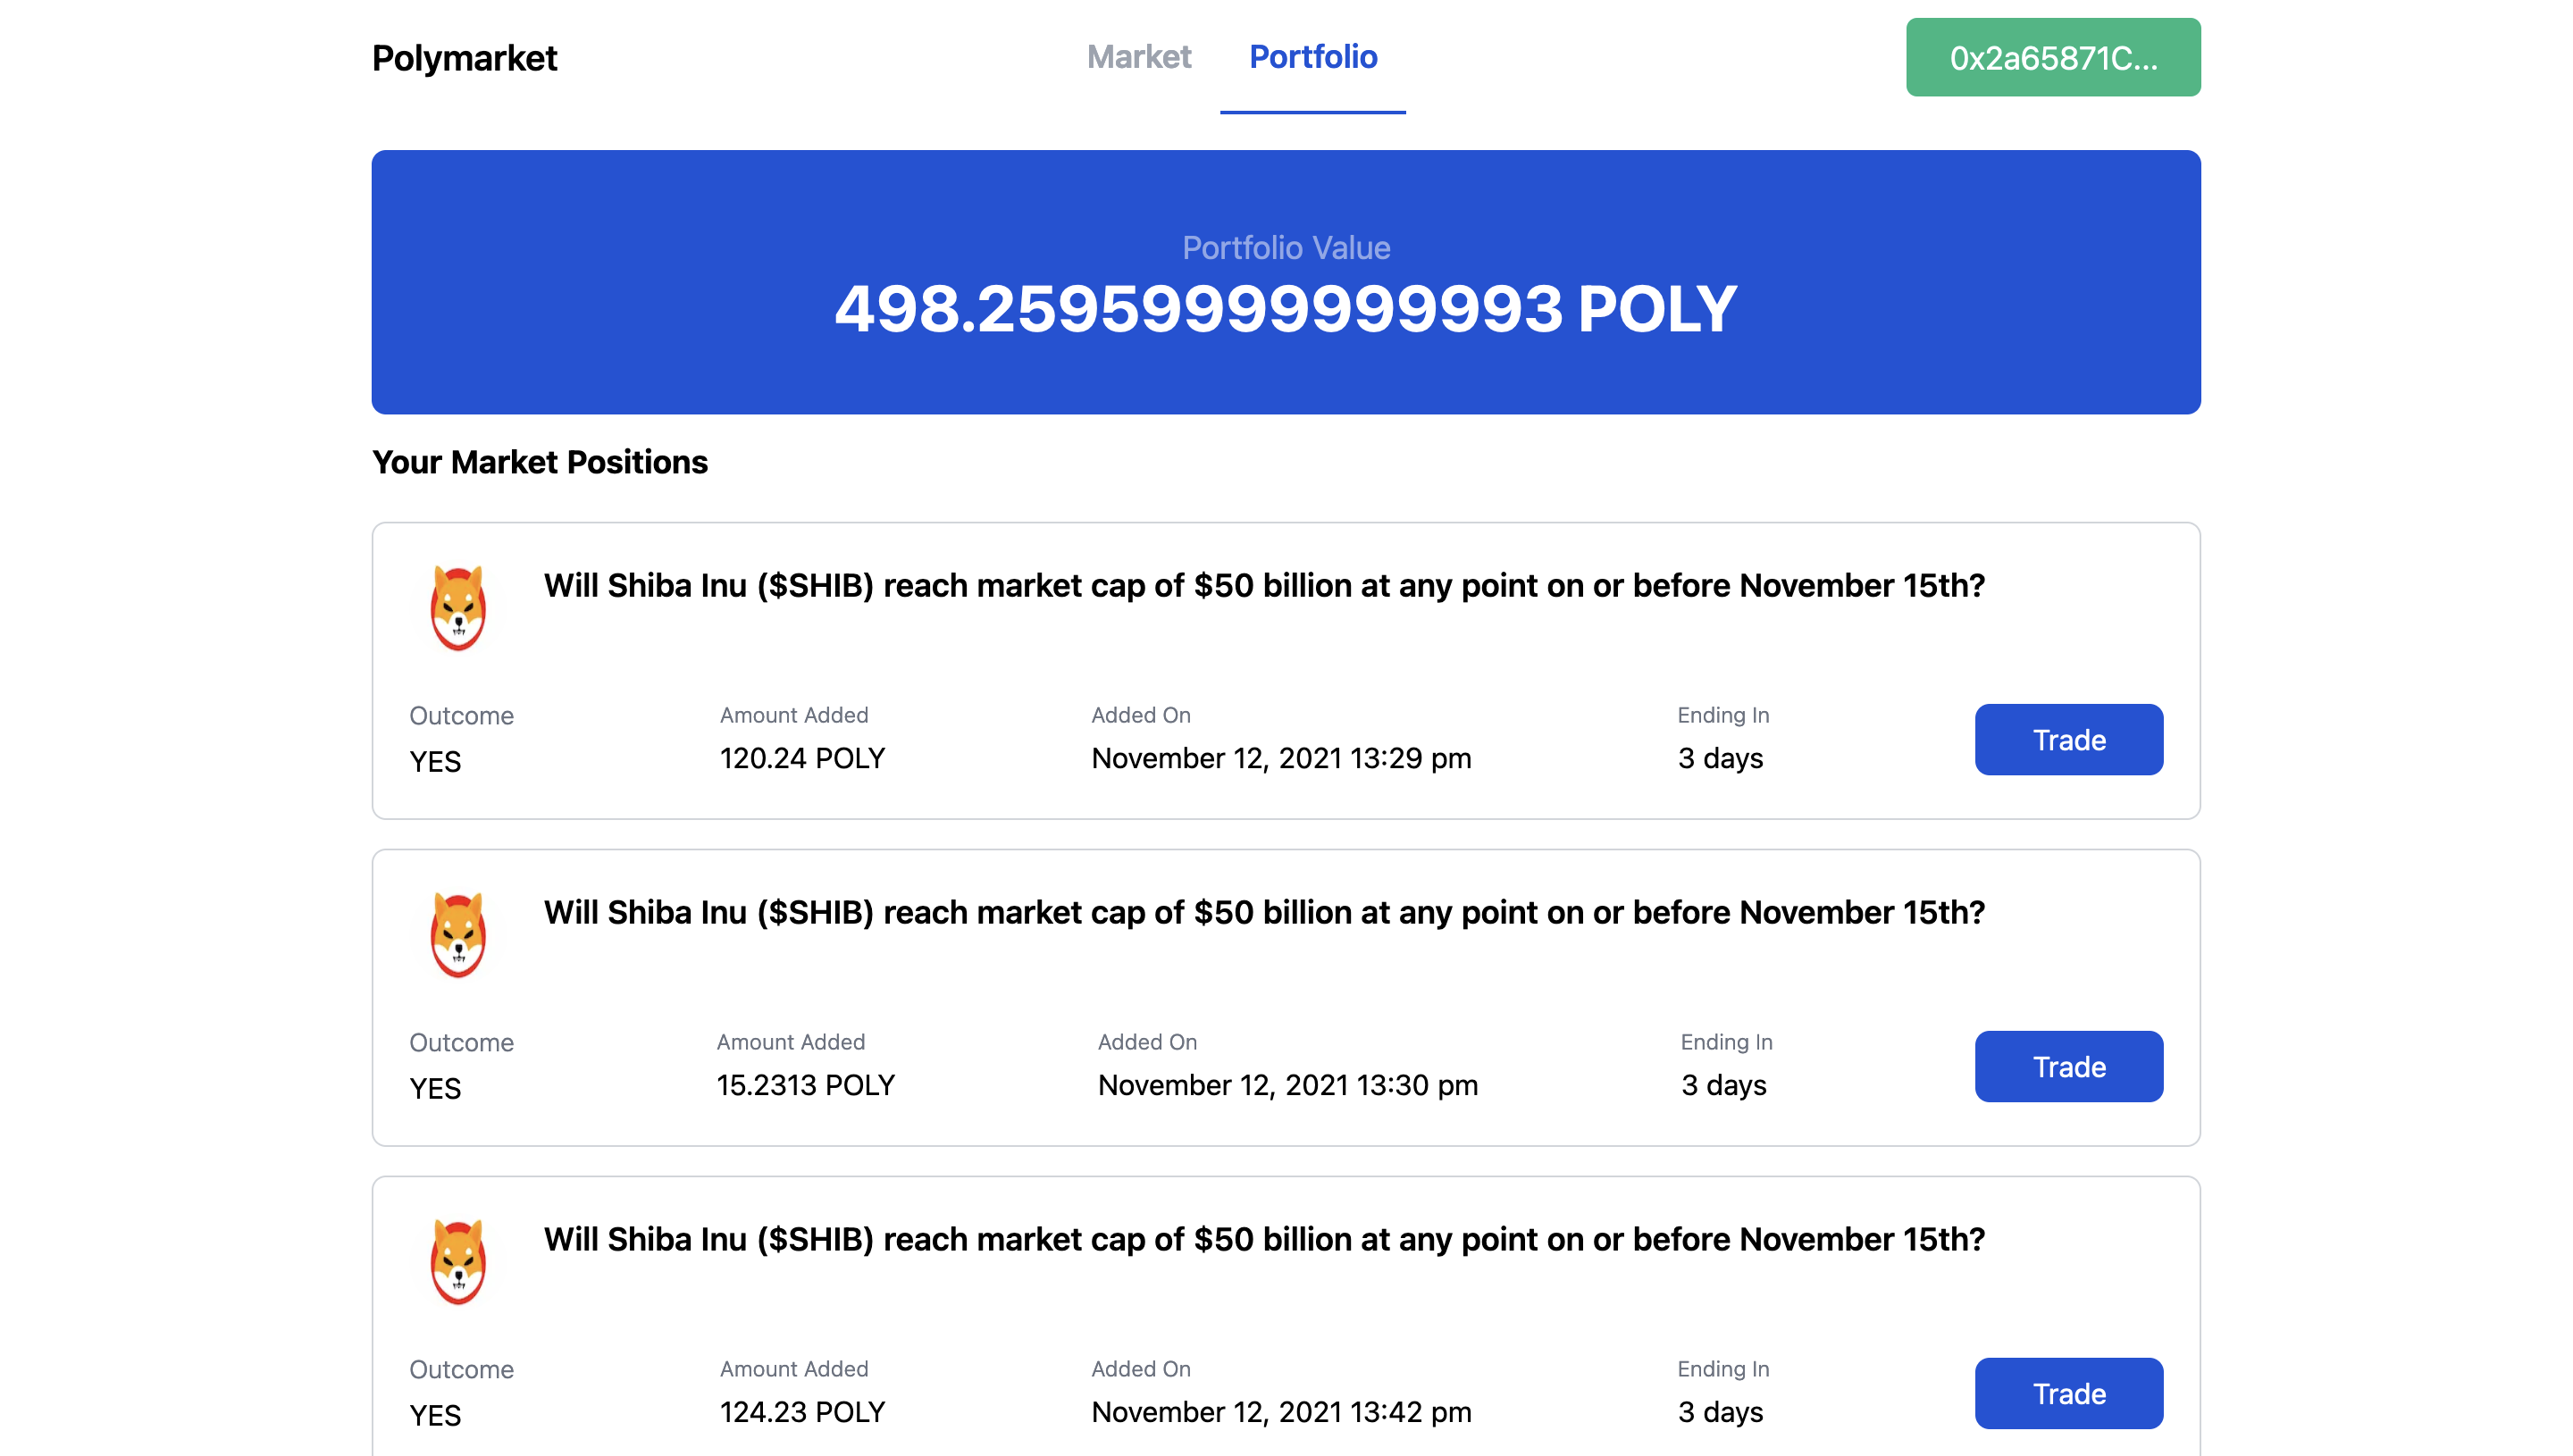 Polymarket
Market Portfolio
0x2a65871C...
Portfolio Value
498.25959999999993 POLY
Your Market Positions
Will Shiba Inu ($SHIB) reach market cap of $50 billion at any point on or before November 15th?
Outcome Amount Added Added On Ending In
YES 120.24 POLY November 12, 2021 13:29 pm 3 days
Trade
Will Shiba Inu ($SHIB) reach market cap of $50 billion at any point on or before November 15th?
Outcome Amount Added Added On Ending In
YES 15.2313 POLY November 12, 2021 13:30 pm 3 days
Trade
Will Shiba Inu ($SHIB) reach market cap of $50 billion at any point on or before November 15th?
Outcome Amount Added Added On Ending In
YES 124.23 POLY November 12, 2021 13:42 pm 3 days
Trade